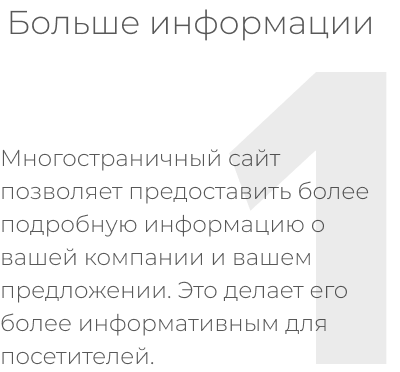 Больше информации
1
Многостраничный сайт
позволяет предоставить более
подробную информацию о
вашей компании и вашем
предложении. Это делает его
более информативным для
посетителей.